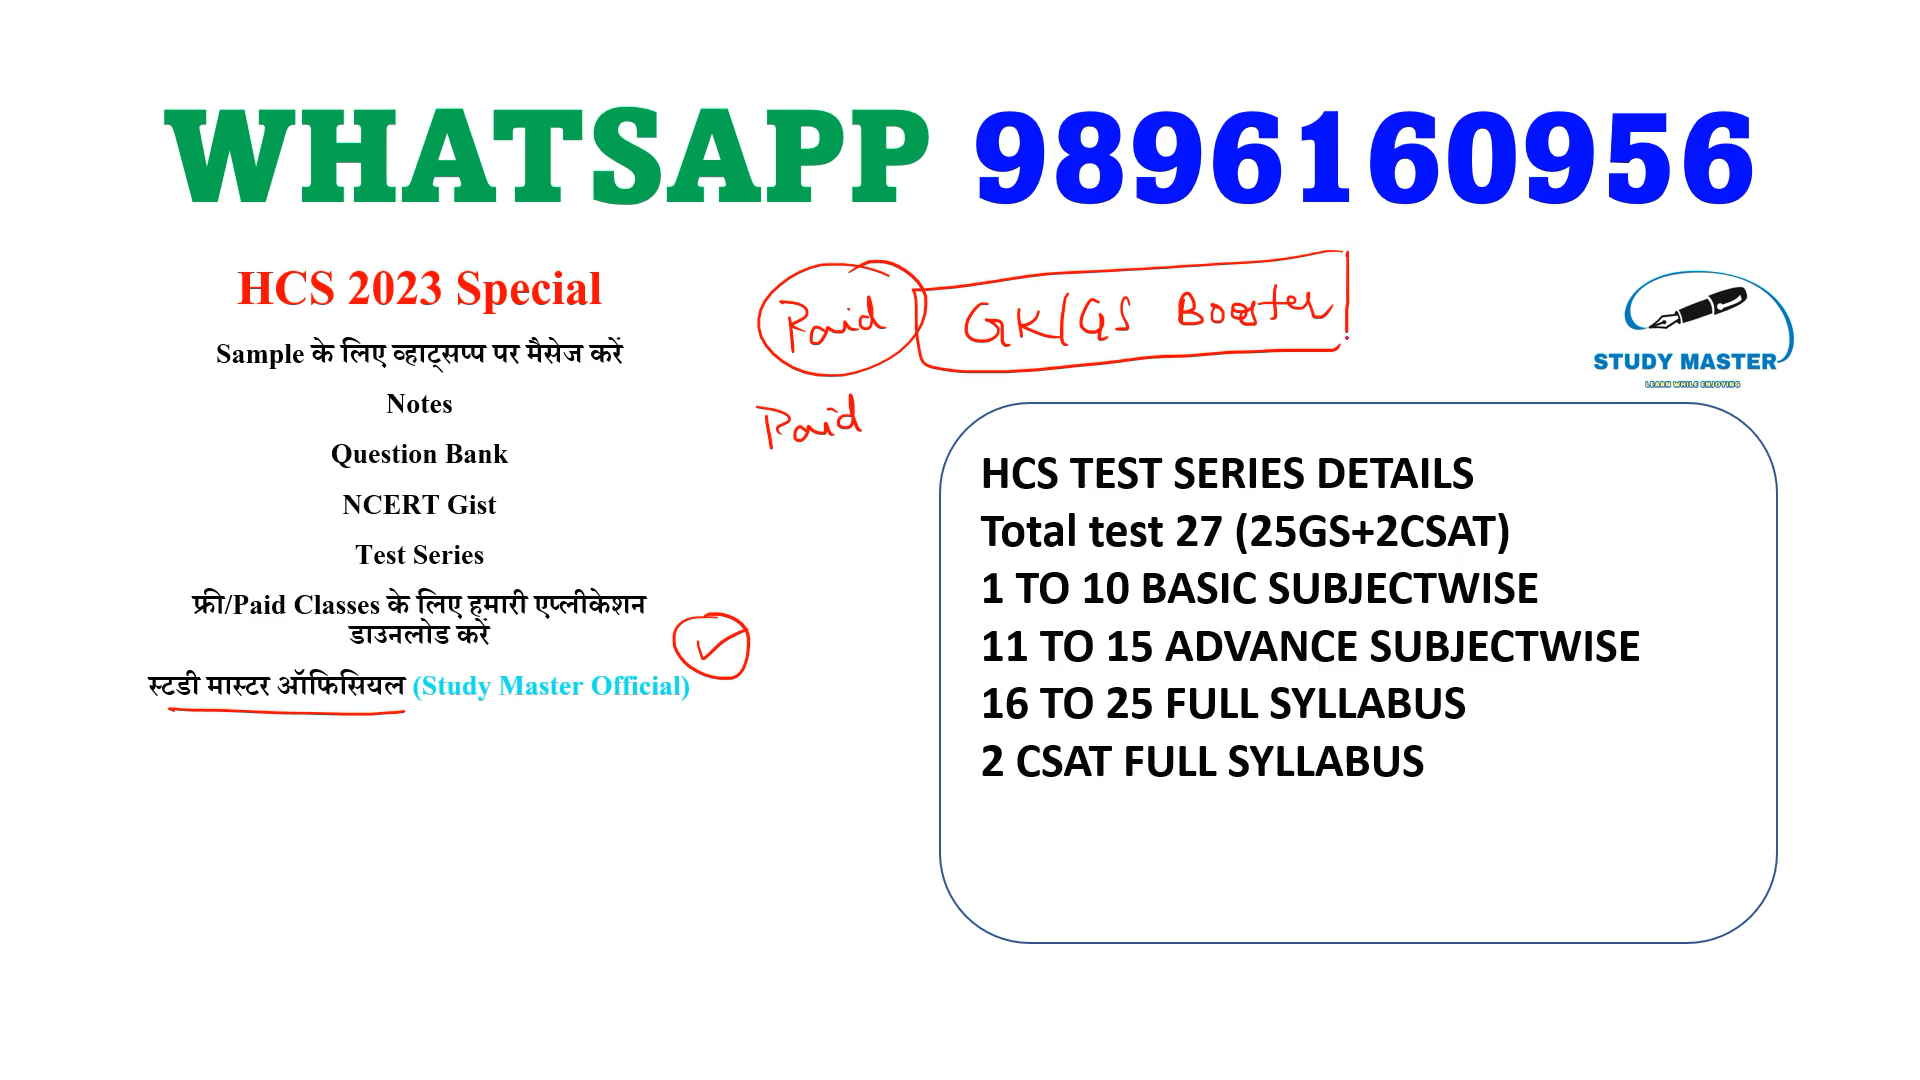 WHATSAPP 9896160956
HCS 2023 Special
Sample के लिए व्हाट्सप्प पर मैसेज करें
Notes
Question Bank
NCERT Gist
Test Series
फ्री/Paid Classes के लिए हमारी एप्लीकेशन
डाउनलोड करें
स्टडी मास्टर ऑफिसियल (Study Master Official)
Paid GK/GS Booster
Paid
STUDY MASTER
LEARN WHILE ENJOYING
HCS TEST SERIES DETAILS
Total test 27 (25GS+2CSAT)
1 TO 10 BASIC SUBJECTWISE
11 TO 15 ADVANCE SUBJECTWISE
16 TO 25 FULL SYLLABUS
2 CSAT FULL SYLLABUS